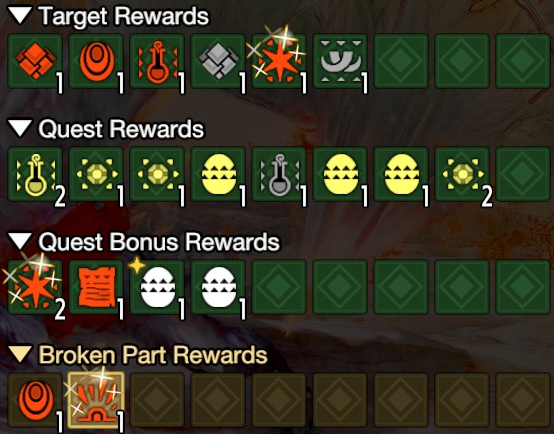 Target Rewards
1 1 1 1 1 1
Quest Rewards
2 1 1 1 1 1 1 2
Quest Bonus Rewards
2 1 1 1
Broken Part Rewards
1 1